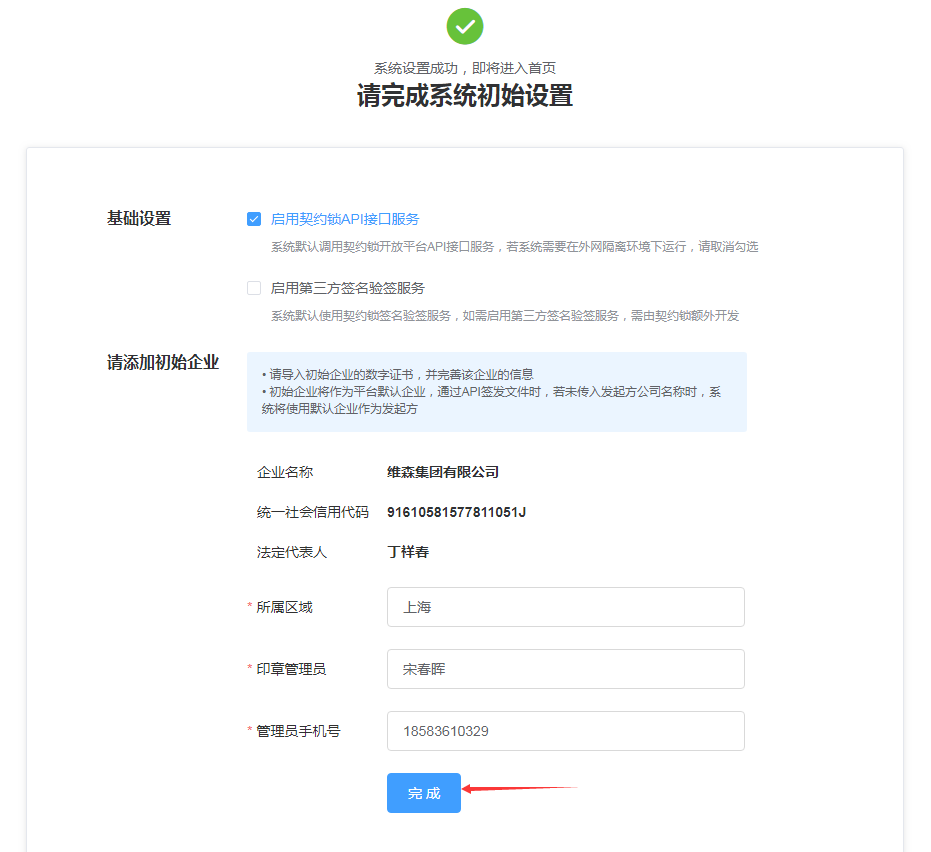 系统设置成功，即将进入首页
请完成系统初始设置
基础设置
启用契约锁API接口服务
系统默认调用契约锁开放平台API接口服务，若系统需要在外网隔离环境下运行，请取消勾选
启用第三方签名验签服务
系统默认使用契约锁签名验签服务，如需启用第三方签名验签服务，需由契约锁额外开发
请添加初始企业
• 请导入初始企业的数字证书，并完善该企业的信息
• 初始企业将作为平台默认企业，通过API签发文件时，若未传入发起方公司名称时，系
统将使用默认企业作为发起方
企业名称 维森集团有限公司
统一社会信用代码 91610581577811051J
法定代表人 丁祥春
* 所属区域 上海
* 印章管理员 宋春晖
* 管理员手机号 18583610329
完成